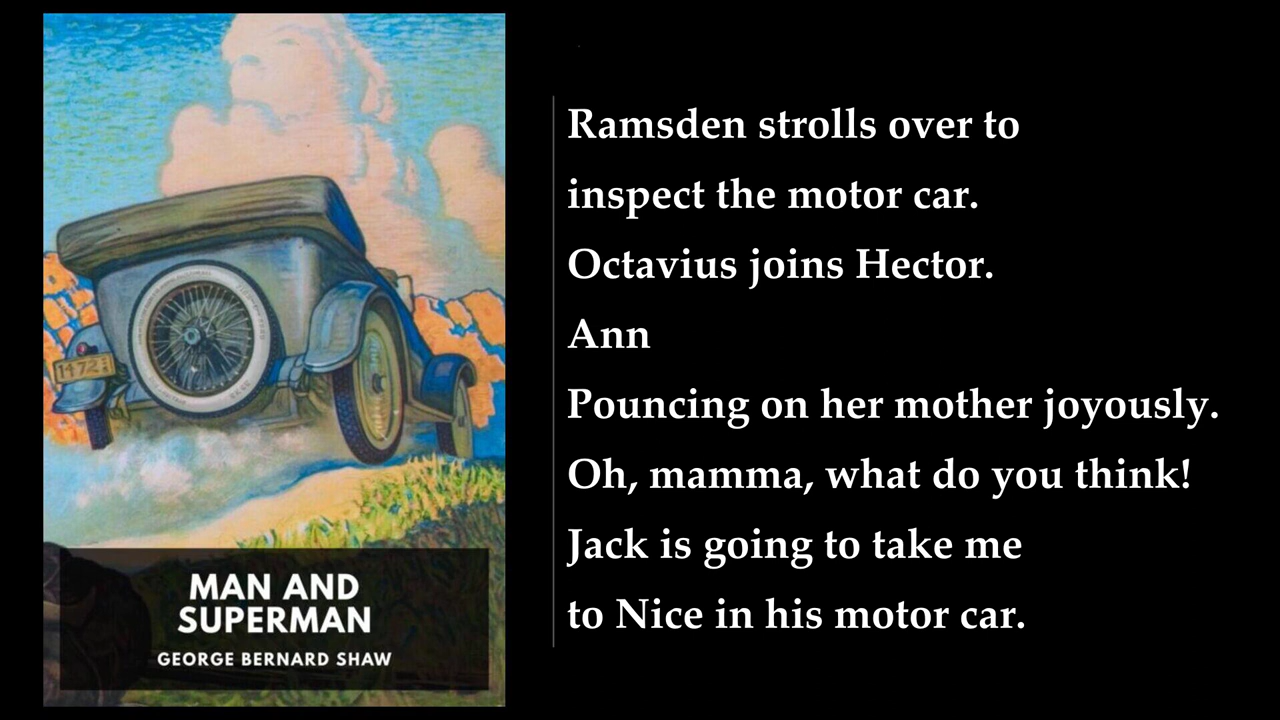 1472
MAN AND
SUPERMAN
GEORGE BERNARD SHAW
Ramsden strolls over to
inspect the motor car.
Octavius joins Hector.
Ann
Pouncing on her mother joyously.
Oh, mamma, what do you think!
Jack is going to take me
to Nice in his motor car.